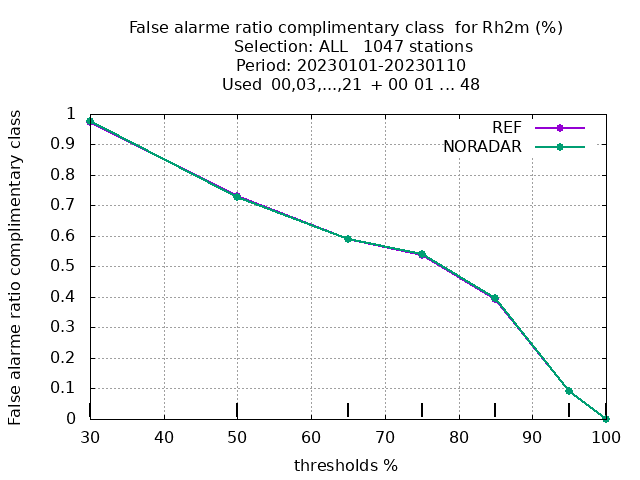 False alarme ratio complimentary class  for Rh2m (%)
Selection: ALL   1047 stations
Period: 20230101-20230110
Used  00,03,...,21  + 00 01 ... 48
False alarme ratio complimentary class
1
0.9
0.8
0.7
0.6
0.5
0.4
0.3
0.2
0.1
0
REF
NORADAR
30 40 50 60 70 80 90 100
thresholds %